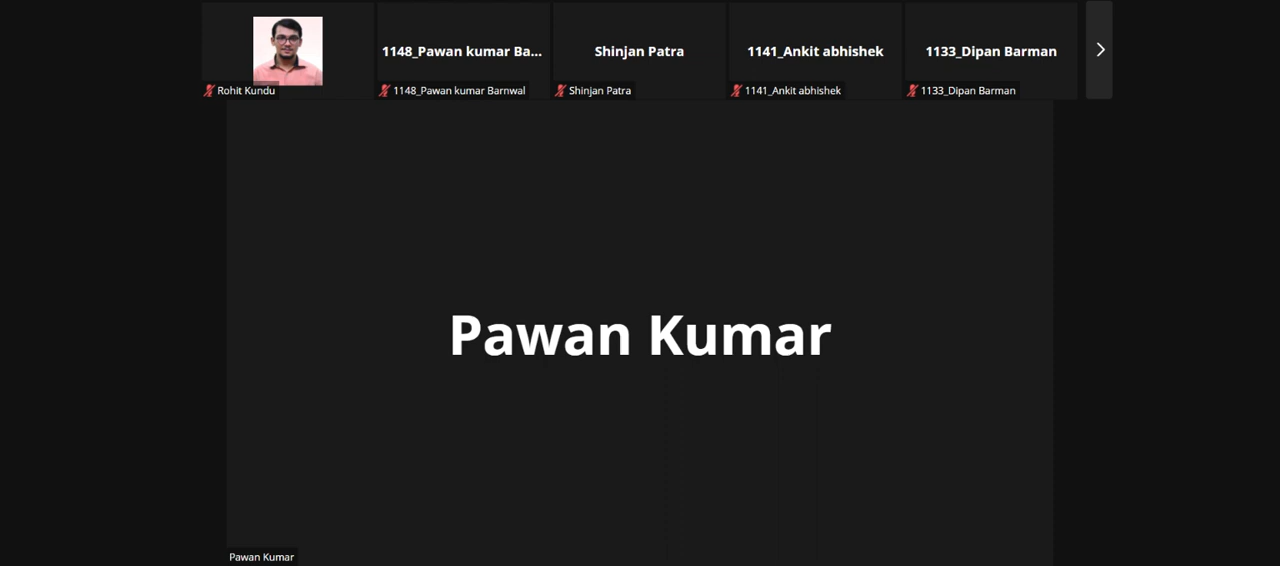 1148_Pawan kumar Ba...
Shinjan Patra
1141_Ankit abhishek
1133_Dipan Barman
Rohit Kundu
1148_Pawan kumar Barnwal
Shinjan Patra
1141_Ankit abhishek
1133_Dipan Barman
Pawan Kumar
Pawan Kumar